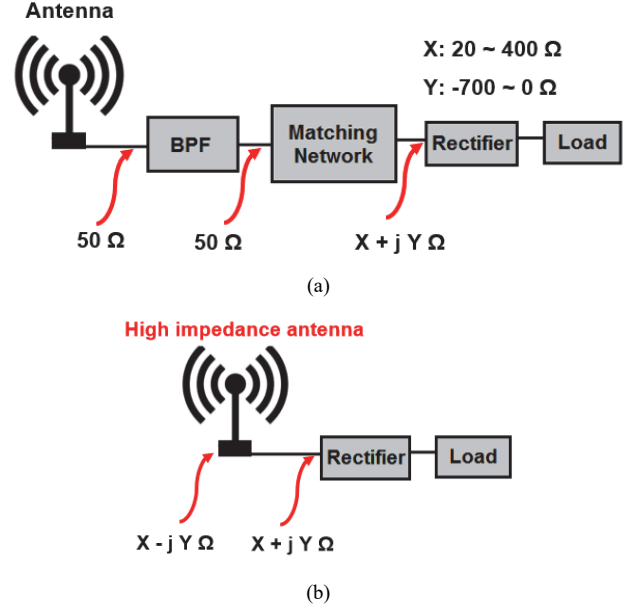 Antenna
X: 20 ~ 400 Ω
Y: -700 ~ 0 Ω
BPF
Matching
Network
Rectifier
Load
50 Ω
50 Ω
X + j Y Ω
(a)
High impedance antenna
Rectifier
Load
X - j Y Ω
X + j Y Ω
(b)